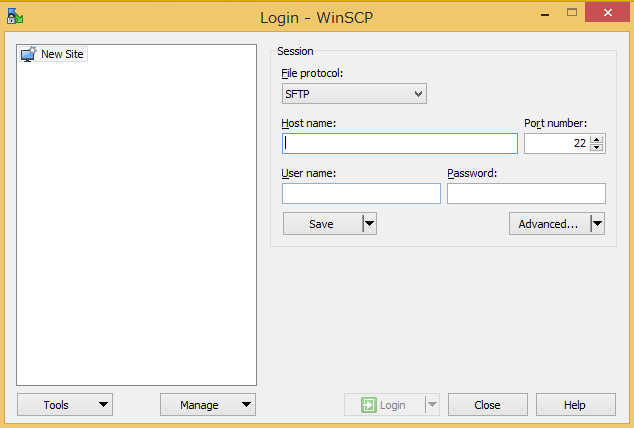 Login - WinSCP
New Site
Session
File protocol:
SFTP
Host name:
Port number:
22
User name:
Password:
Save
Advanced...
Tools
Manage
Login
Close
Help